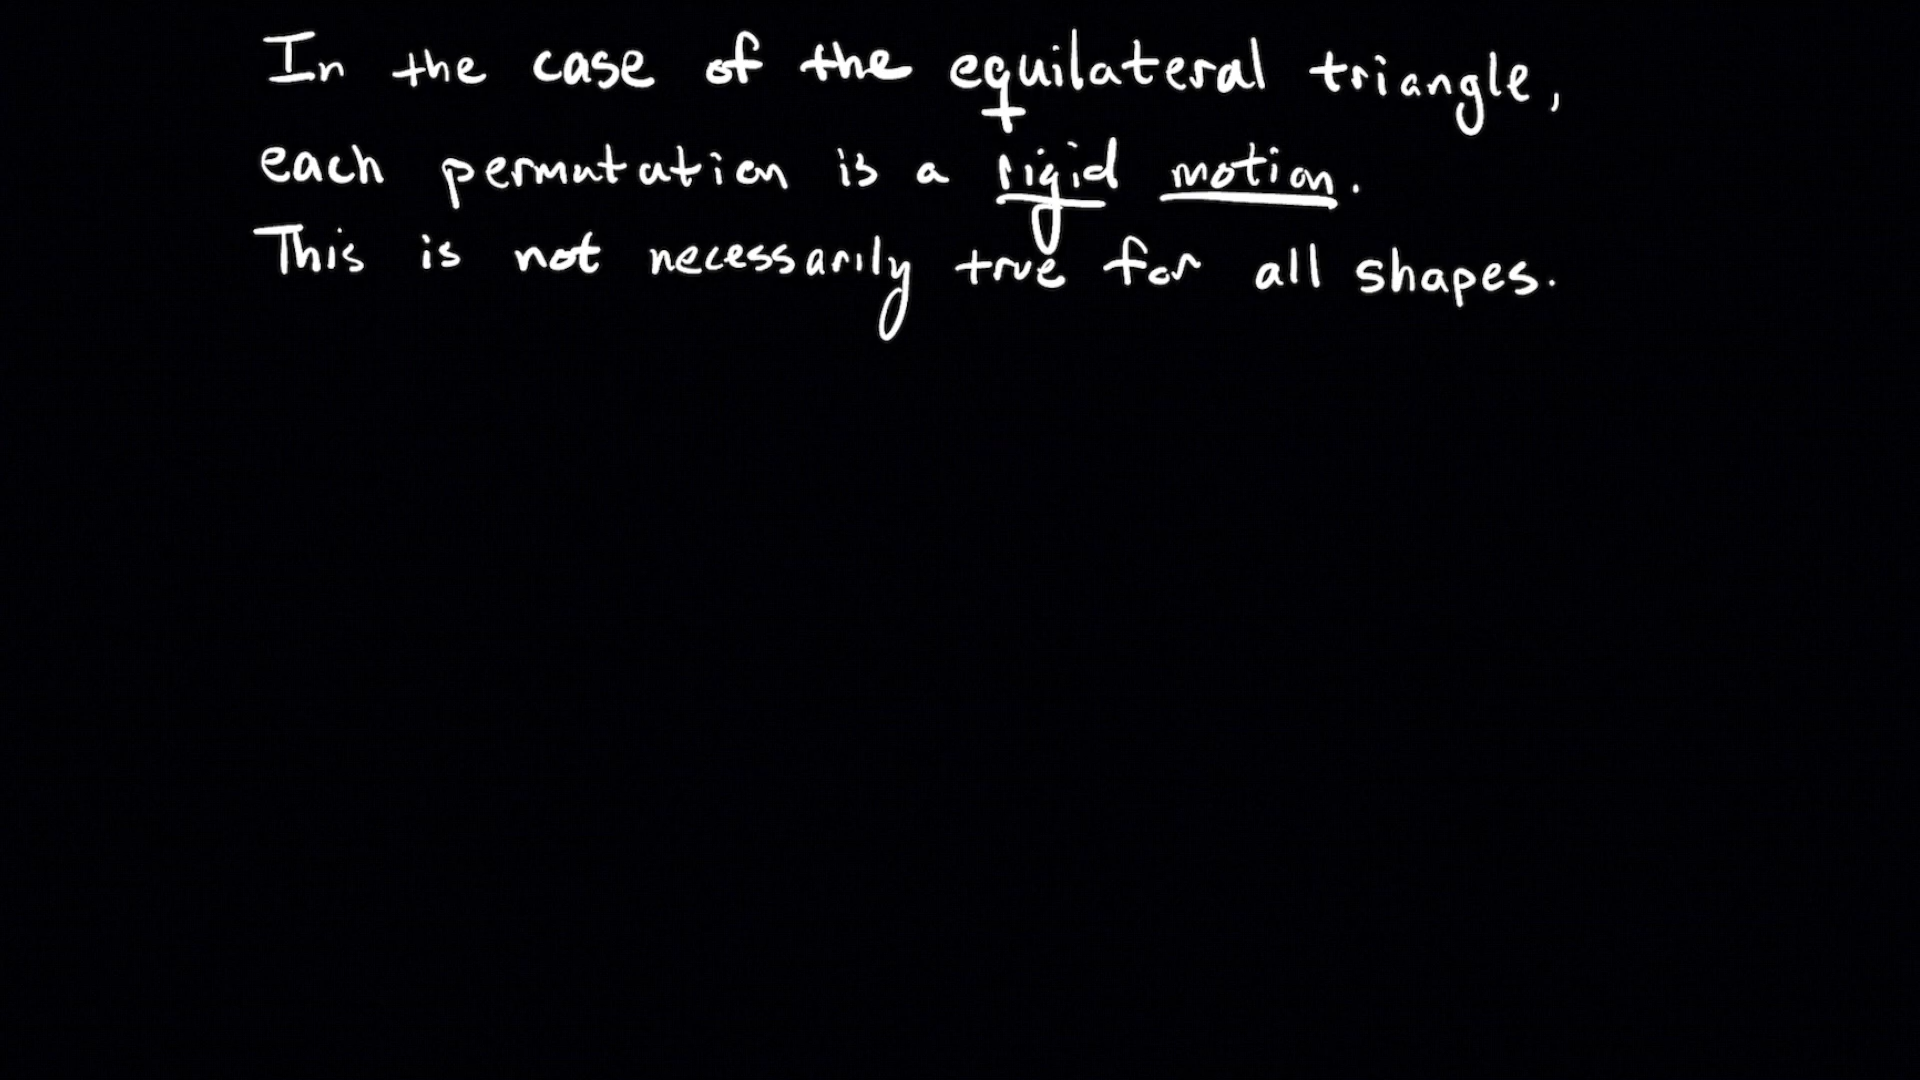 In the case of the equilateral triangle,
each permutation is a rigid motion.
This is not necessarily true for all shapes.